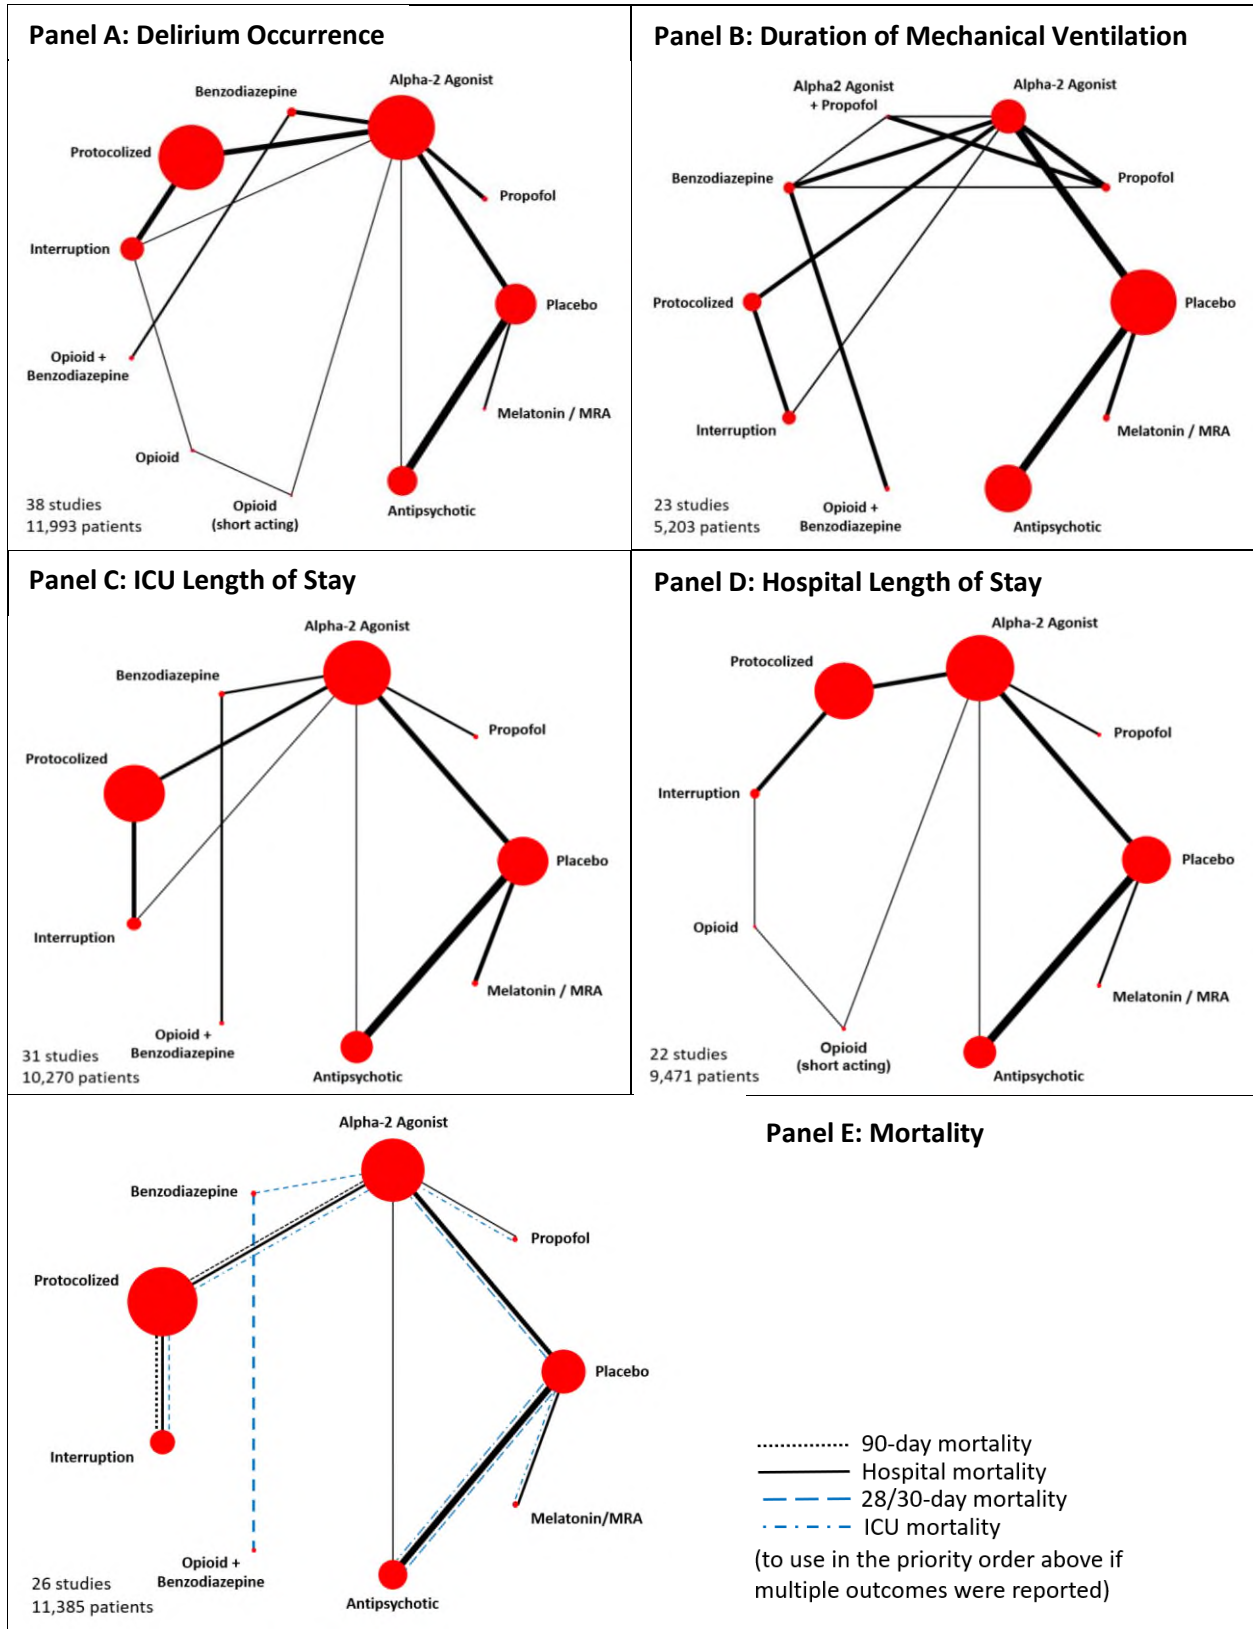 Panel A: Delirium Occurrence
Alpha-2 Agonist
Benzodiazepine
Protocolized
Propofol
Interruption
Placebo
Opioid +
Benzodiazepine
Melatonin / MRA
Opioid
Opioid
(short acting)
Antipsychotic
38 studies
11,993 patients
Panel B: Duration of Mechanical Ventilation
Alpha2 Agonist
+ Propofol
Alpha-2 Agonist
Benzodiazepine
Propofol
Protocolized
Placebo
Interruption
Melatonin / MRA
Opioid +
Benzodiazepine
Antipsychotic
23 studies
5,203 patients
Panel C: ICU Length of Stay
Alpha-2 Agonist
Benzodiazepine
Propofol
Protocolized
Placebo
Interruption
Melatonin / MRA
Opioid +
Benzodiazepine
Antipsychotic
31 studies
10,270 patients
Panel D: Hospital Length of Stay
Alpha-2 Agonist
Protocolized
Propofol
Interruption
Placebo
Opioid
Melatonin / MRA
Opioid
(short acting)
Antipsychotic
22 studies
9,471 patients
Panel E: Mortality
Alpha-2 Agonist
Benzodiazepine
Propofol
Protocolized
Placebo
Interruption
Melatonin/MRA
Opioid +
Benzodiazepine
Antipsychotic
26 studies
11,385 patients
90-day mortality
Hospital mortality
28/30-day mortality
ICU mortality
(to use in the priority order above if
multiple outcomes were reported)